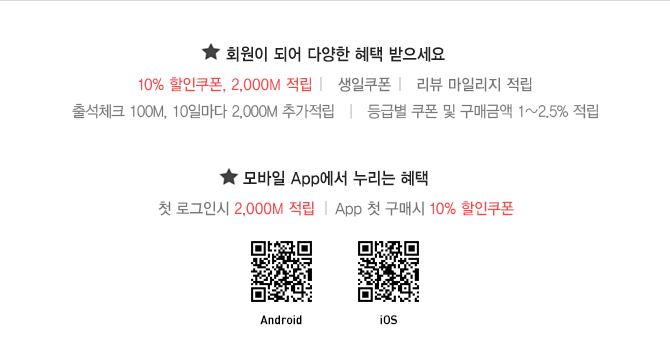 ★ 회원이 되어 다양한 혜택 받으세요
10% 할인쿠폰, 2,000M 적립 | 생일쿠폰 | 리뷰 마일리지 적립
출석체크 100M, 10일마다 2,000M 추가적립 | 등급별 쿠폰 및 구매금액 1~2.5% 적립
★ 모바일 App에서 누리는 혜택
첫 로그인시 2,000M 적립 | App 첫 구매시 10% 할인쿠폰
Android iOS